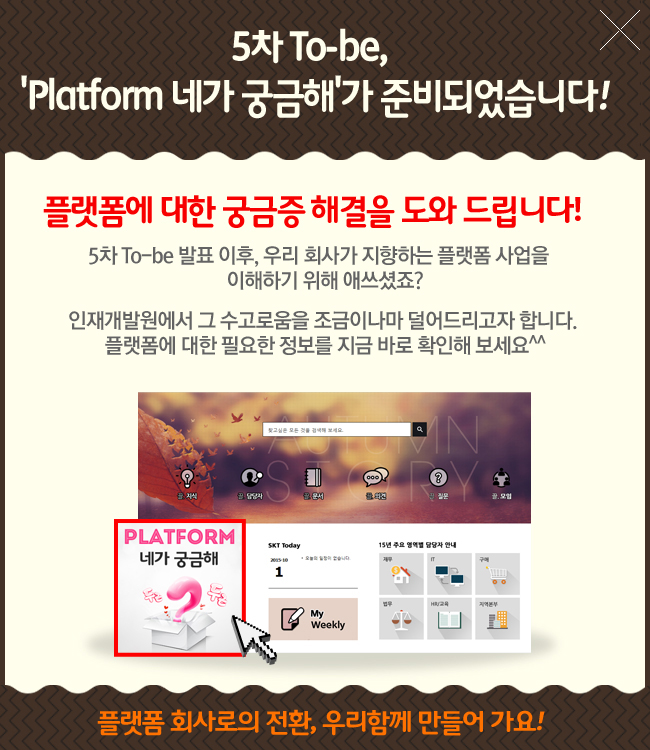 5차 To-be,
'Platform 네가 궁금해'가 준비되었습니다!
플랫폼에 대한 궁금증 해결을 도와 드립니다!
5차 To-be 발표 이후, 우리 회사가 지향하는 플랫폼 사업을
이해하기 위해 애쓰셨죠?
인재개발원에서 그 수고로움을 조금이나마 덜어드리고자 합니다.
플랫폼에 대한 필요한 정보를 지금 바로 확인해 보세요^^
AUTUMN
STORY
찾고싶은 모든 것을 검색해 보세요.
끌.지식
끌.담당자
끌.문서
끌.의견
끌.질문
끌.모임
PLATFORM
네가 궁금해
두근
두근
SKT Today
2015-10
1
• 오늘의 일정이 없습니다.
My
Weekly
15년 주요 영역별 담당자 안내
재무
IT
구매
법무
HR/교육
지역본부
플랫폼 회사로의 전환, 우리함께 만들어 가요!